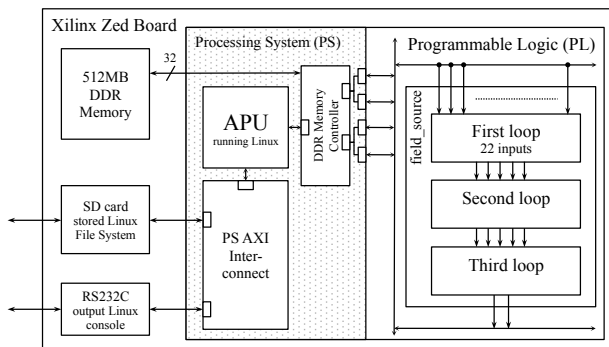 Xilinx Zed Board
Processing System (PS)
Programmable Logic (PL)
32
512MB
DDR
Memory
APU
running Linux
DDR Memory
Controller
field_source
First loop
22 inputs
SD card
stored Linux
File System
PS AXI
Inter-
connect
Second loop
Third loop
RS232C
output Linux
console